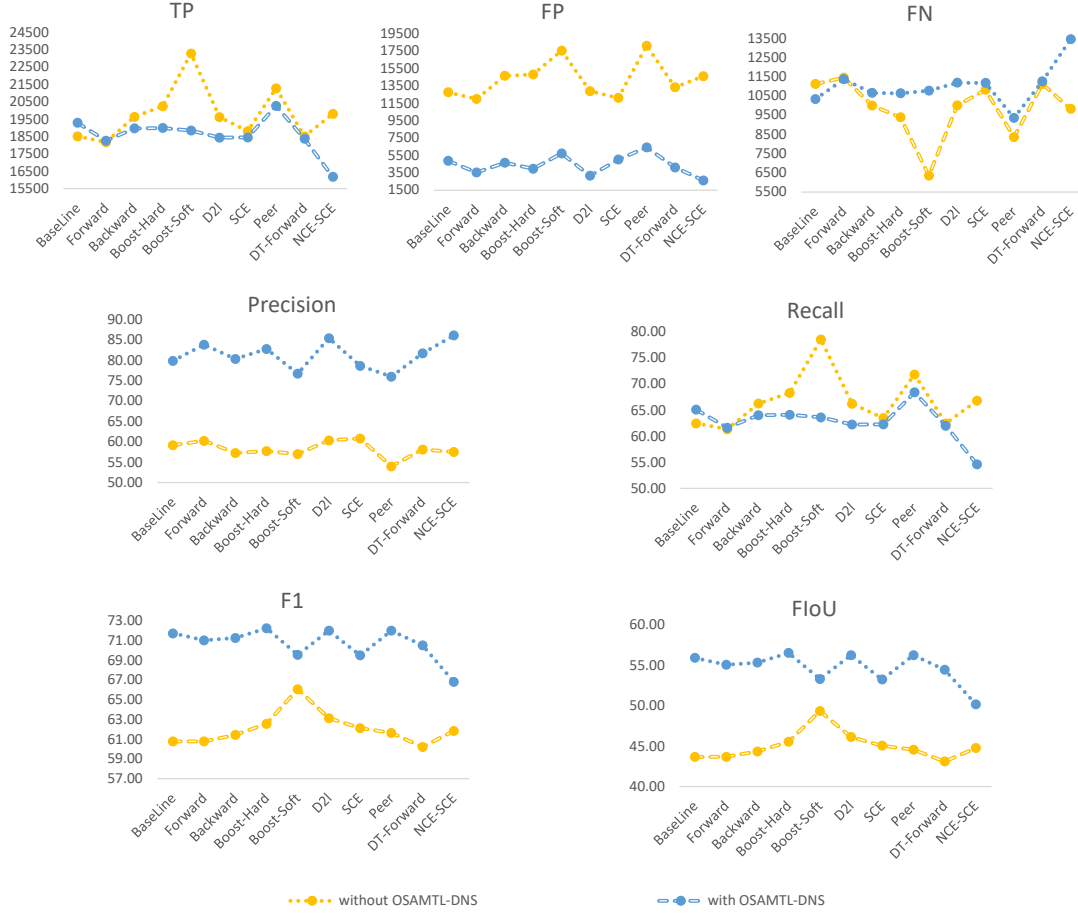 TP
24500
23500
22500
21500
20500
19500
18500
17500
16500
15500
BaseLine
Forward
Backward
Boost-Hard
Boost-Soft
D2l
SCE
Peer
DT-Forward
NCE-SCE
FP
19500
17500
15500
13500
11500
9500
7500
5500
3500
1500
BaseLine
Forward
Backward
Boost-Hard
Boost-Soft
D2l
SCE
Peer
DT-Forward
NCE-SCE
FN
13500
12500
11500
10500
9500
8500
7500
6500
5500
BaseLine
Forward
Backward
Boost-Hard
Boost-Soft
D2l
SCE
Peer
DT-Forward
NCE-SCE
Precision
90.00
85.00
80.00
75.00
70.00
65.00
60.00
55.00
50.00
BaseLine
Forward
Backward
Boost-Hard
Boost-Soft
D2l
SCE
Peer
DT-Forward
NCE-SCE
Recall
80.00
75.00
70.00
65.00
60.00
55.00
50.00
BaseLine
Forward
Backward
Boost-Hard
Boost-Soft
D2l
SCE
Peer
DT-Forward
NCE-SCE
F1
73.00
71.00
69.00
67.00
65.00
63.00
61.00
59.00
57.00
BaseLine
Forward
Backward
Boost-Hard
Boost-Soft
D2l
SCE
Peer
DT-Forward
NCE-SCE
FIoU
60.00
55.00
50.00
45.00
40.00
BaseLine
Forward
Backward
Boost-Hard
Boost-Soft
D2l
SCE
Peer
DT-Forward
NCE-SCE
without OSAMTL-DNS
with OSAMTL-DNS